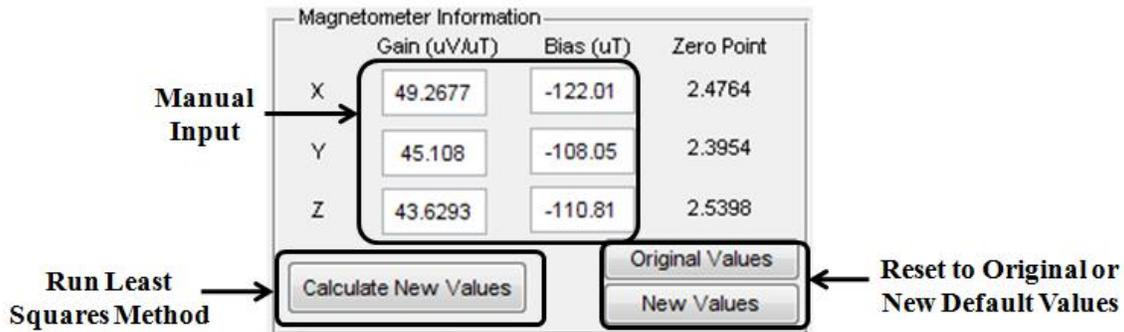 Magnetometer Information
Gain (uV/uT) Bias (uT) Zero Point
X 49.2677 -122.01 2.4764
Manual
Input
Y 45.108 -108.05 2.3954
Z 43.6293 -110.81 2.5398
Run Least
Squares Method
Calculate New Values
Original Values
New Values
Reset to Original or
New Default Values